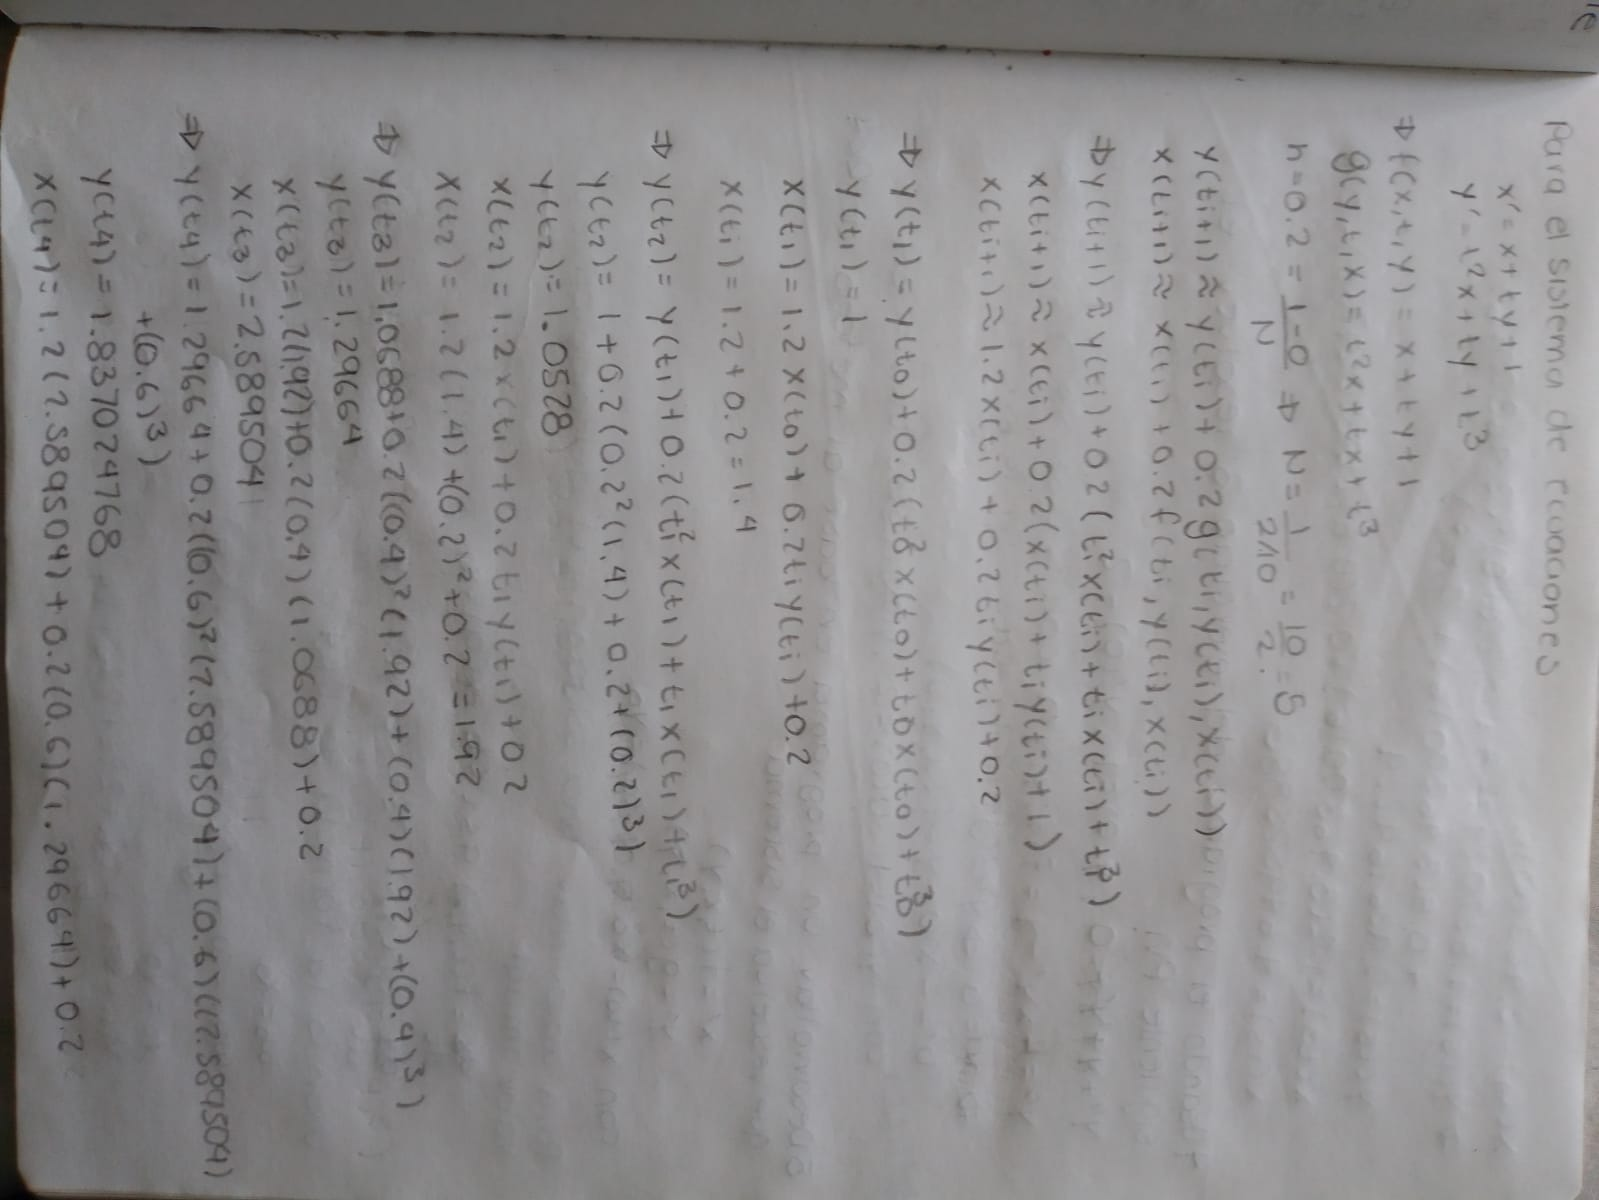 Para el sistema de ecuaciones
x' = x + ty + 1
y' = t²x + ty + t³
⇒ f(x,t,y) = x + ty + 1
g(y,t,x) = t²x + tx + t³
h = 0.2 = 1-0/N ⇒ N = 1/2/10 = 10/2 = 5
y(ti+1) ≈ y(ti) + 0.2g(ti, y(ti), x(ti))
x(ti+1) ≈ x(ti) + 0.2f(ti, y(ti), x(ti))
⇒ y(ti+1) ≈ y(ti) + 0.2(ti²x(ti) + ti x(ti) + ti³)
x(ti+1) ≈ x(ti) + 0.2(x(ti) + ti y(ti) + 1)
x(ti+1) ≈ 1.2x(ti) + 0.2 ti y(ti) + 0.2
⇒ y(t1) = y(t0) + 0.2(t0² x(t0) + t0 x(t0) + t0³)
y(t1) = 1
x(t1) = 1.2 x(t0) + 0.2 ti y(ti) + 0.2
x(t1) = 1.2 + 0.2 = 1.4
⇒ y(t2) = y(t1) + 0.2(t1² x(t1) + t1 x(t1) + t1³)
y(t2) = 1 + 0.2(0.2²(1.4) + 0.2 + (0.2)³)
y(t2) = 1.0528
x(t2) = 1.2 x(t1) + 0.2 t1 y(t1) + 0.2
x(t2) = 1.2(1.4) + (0.2)² + 0.2 = 1.92
⇒ y(t3) = 1.0688 + 0.2((0.4)²(1.92) + (0.4)(1.92) + (0.4)³)
y(t3) = 1.29664
x(t3) = 1.2(1.92) + 0.2(0.4)(1.0688) + 0.2
x(t3) = 2.589504
⇒ y(t4) = 1.29664 + 0.2((0.6)²(2.589504) + (0.6)(2.589504)
+ (0.6)³)
y(t4) = 1.8370294768
x(t4) = 1.2(2.589504) + 0.2(0.6)(1.29664) + 0.2